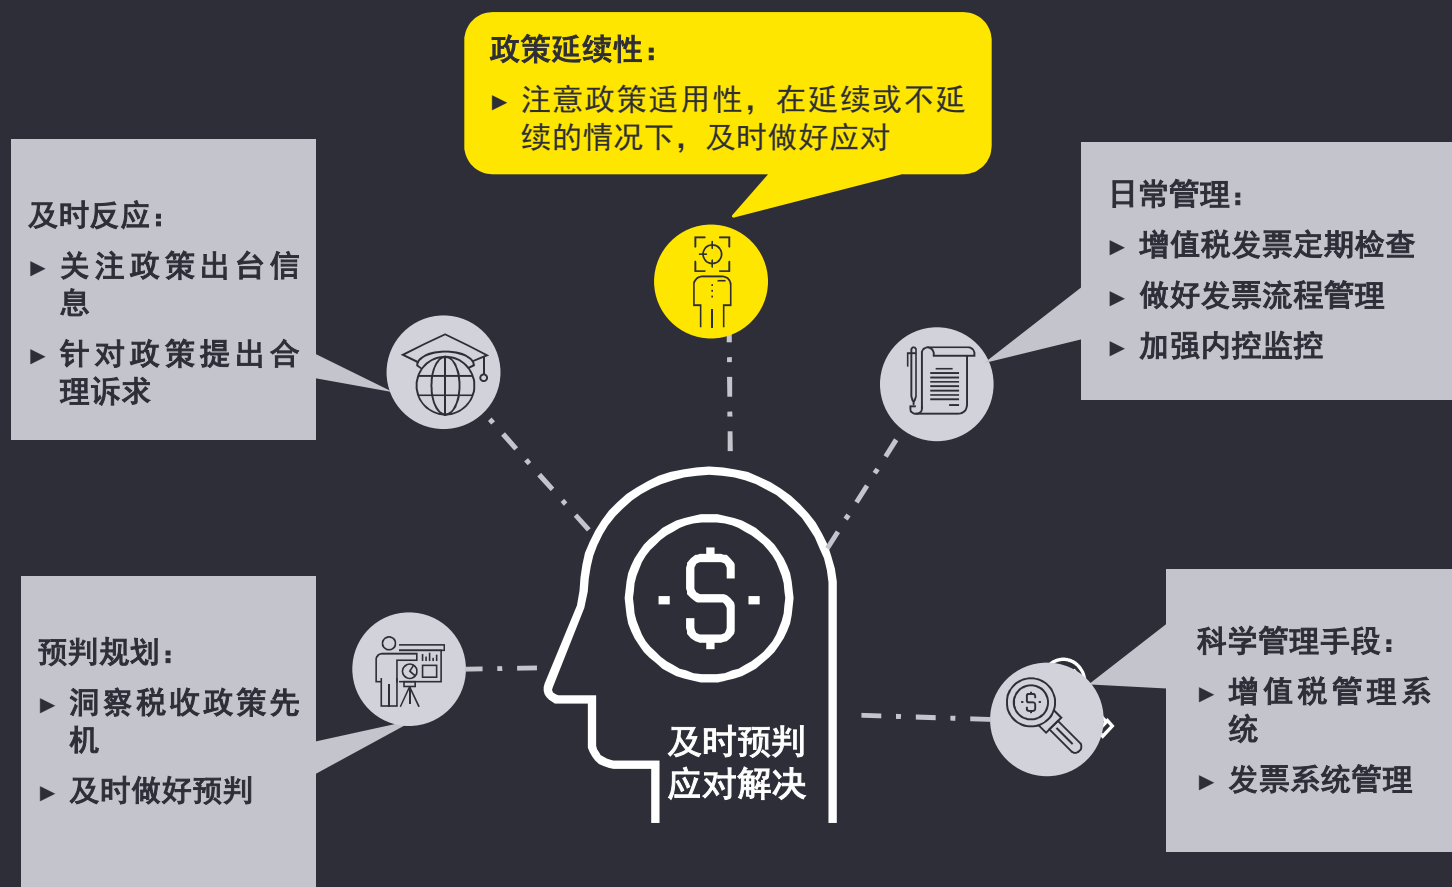 政策延续性：
► 注意政策适用性，在延续或不延
续的情况下，及时做好应对
及时反应：
► 关注政策出台信
息
► 针对政策提出合
理诉求
日常管理：
► 增值税发票定期检查
► 做好发票流程管理
► 加强内控监控
预判规划：
► 洞察税收政策先
机
► 及时做好预判
及时预判
应对解决
科学管理手段：
► 增值税管理系
统
► 发票系统管理